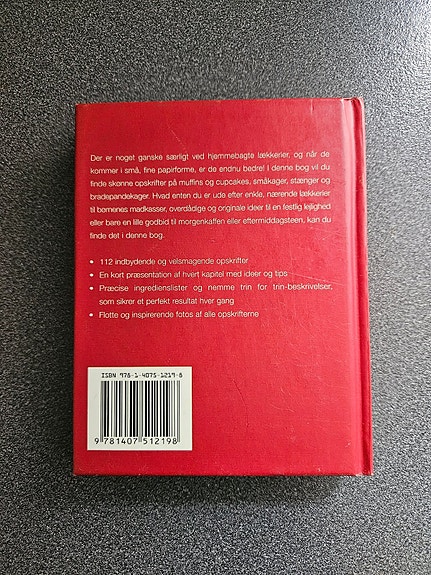 Der er noget ganske særligt ved hjemmebagte lækkerier, og når de
kommer i små, fine papirforme, er de endnu bedre! I denne bog vil du
finde skønne opskrifter på muffins og cupcakes, småkager, stænger og
bradepandekager. Hvad enten du er ude efter enkle, nærende lækkerier
til børnenes madkasser, overdådige og originale ideer til en festlig lejlighed
eller bare en lille godbid til morgenkaffen eller eftermiddagsteen, kan du
finde det i denne bog.
• 112 indbydende og velsmagende opskrifter
• En kort præsentation af hvert kapitel med ideer og tips
• Præcise ingredienslister og nemme trin for trin-beskrivelser,
som sikrer et perfekt resultat hver gang
• Flotte og inspirerende fotos af alle opskrifterne
ISBN 978-1-4075-1219-8
9 781407 512198